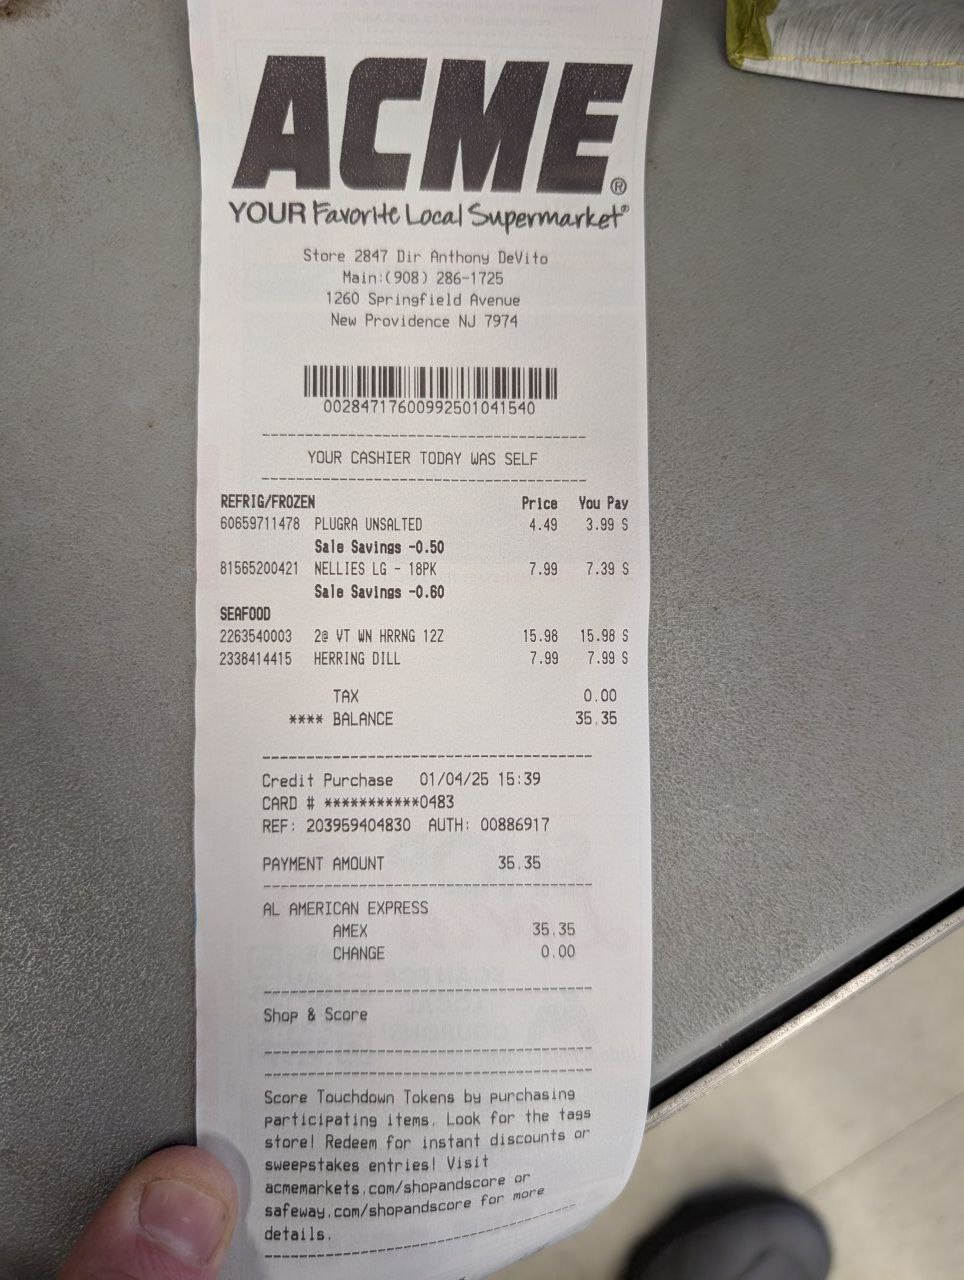 ACME®
YOUR Favorite Local Supermarket®
Store 2847 Dir Anthony DeVito
Main:(908) 286-1725
1260 Springfield Avenue
New Providence NJ 7974
00284717600992501041540
YOUR CASHIER TODAY WAS SELF
REFRIG/FROZEN Price You Pay
60659711478 PLUGRA UNSALTED 4.49 3.99 S
Sale Savings -0.50
81565200421 NELLIES LG - 18PK 7.99 7.39 S
Sale Savings -0.60
SEAFOOD
2263540003 2@ VT WN HRRNG 12Z 15.98 15.98 S
2338414415 HERRING DILL 7.99 7.99 S
TAX 0.00
**** BALANCE 35.35
Credit Purchase 01/04/25 15:39
CARD # ***********0483
REF: 203959404830 AUTH: 00886917
PAYMENT AMOUNT 35.35
AL AMERICAN EXPRESS
AMEX 35.35
CHANGE 0.00
Shop & Score
Score Touchdown Tokens by purchasing
participating items. Look for the tags
store! Redeem for instant discounts or
sweepstakes entries! Visit
acmemarkets.com/shopandscore or
safeway.com/shopandscore for more
details.